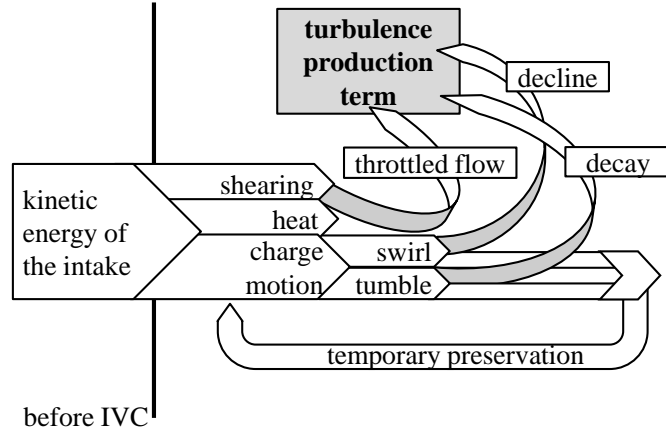 turbulence
production
term
decline
throttled flow
decay
shearing
heat
kinetic
energy of
the intake
charge
motion
swirl
tumble
temporary preservation
before IVC